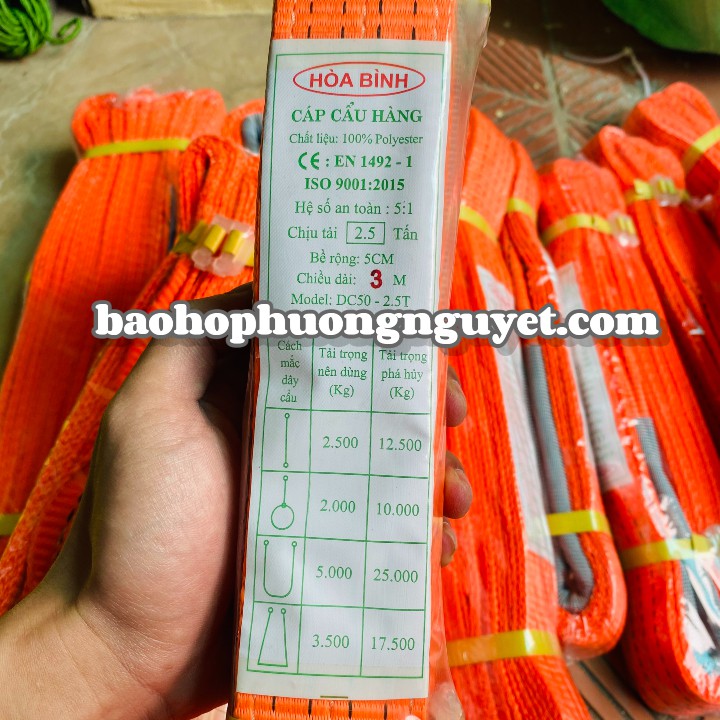 HÒA BÌNH
CÁP CẨU HÀNG
Chất liệu: 100% Polyester
CE : EN 1492 - 1
ISO 9001:2015
Hệ số an toàn : 5:1
Chịu tải 2.5 Tấn
Bề rộng: 5CM
Chiều dài: 3 M
Model: DC50 - 2.5T
baohophuongnguyet.com
Cách mắc dây cẩu
Tải trọng nên dùng (Kg)
Tải trọng phá hủy (Kg)
2.500 12.500
2.000 10.000
5.000 25.000
3.500 17.500